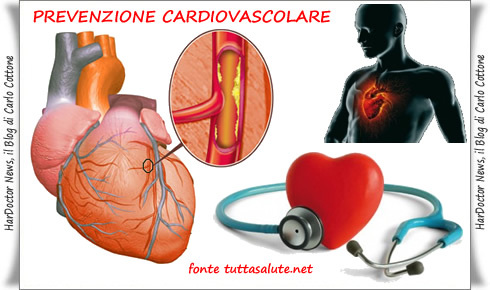 PREVENZIONE CARDIOVASCOLARE
HarDoctor News, il Blog di Carlo Cottone
HarDoctor News, il Blog di Carlo Cottone
fonte tuttasalute.net